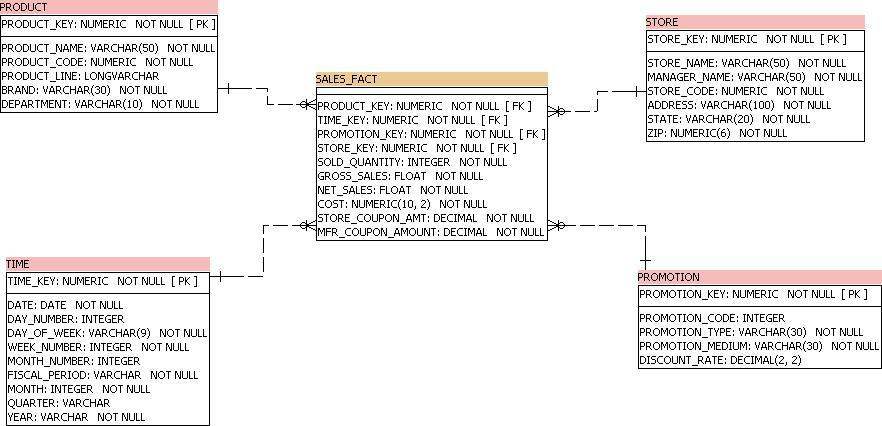 PRODUCT
PRODUCT_KEY: NUMERIC NOT NULL [ PK ]
PRODUCT_NAME: VARCHAR(50) NOT NULL
PRODUCT_CODE: NUMERIC NOT NULL
PRODUCT_LINE: LONGVARCHAR
BRAND: VARCHAR(30) NOT NULL
DEPARTMENT: VARCHAR(10) NOT NULL
STORE
STORE_KEY: NUMERIC NOT NULL [ PK ]
STORE_NAME: VARCHAR(50) NOT NULL
MANAGER_NAME: VARCHAR(50) NOT NULL
STORE_CODE: NUMERIC NOT NULL
ADDRESS: VARCHAR(100) NOT NULL
STATE: VARCHAR(20) NOT NULL
ZIP: NUMERIC(6) NOT NULL
SALES_FACT
PRODUCT_KEY: NUMERIC NOT NULL [ FK ]
TIME_KEY: NUMERIC NOT NULL [ FK ]
PROMOTION_KEY: NUMERIC NOT NULL [ FK ]
STORE_KEY: NUMERIC NOT NULL [ FK ]
SOLD_QUANTITY: INTEGER NOT NULL
GROSS_SALES: FLOAT NOT NULL
NET_SALES: FLOAT NOT NULL
COST: NUMERIC(10, 2) NOT NULL
STORE_COUPON_AMT: DECIMAL NOT NULL
MFR_COUPON_AMOUNT: DECIMAL NOT NULL
TIME
TIME_KEY: NUMERIC NOT NULL [ PK ]
DATE: DATE NOT NULL
DAY_NUMBER: INTEGER
DAY_OF_WEEK: VARCHAR(9) NOT NULL
WEEK_NUMBER: INTEGER NOT NULL
MONTH_NUMBER: INTEGER
FISCAL_PERIOD: VARCHAR NOT NULL
MONTH: INTEGER NOT NULL
QUARTER: VARCHAR
YEAR: VARCHAR NOT NULL
PROMOTION
PROMOTION_KEY: NUMERIC NOT NULL [ PK ]
PROMOTION_CODE: INTEGER
PROMOTION_TYPE: VARCHAR(30) NOT NULL
PROMOTION_MEDIUM: VARCHAR(30) NOT NULL
DISCOUNT_RATE: DECIMAL(2, 2)